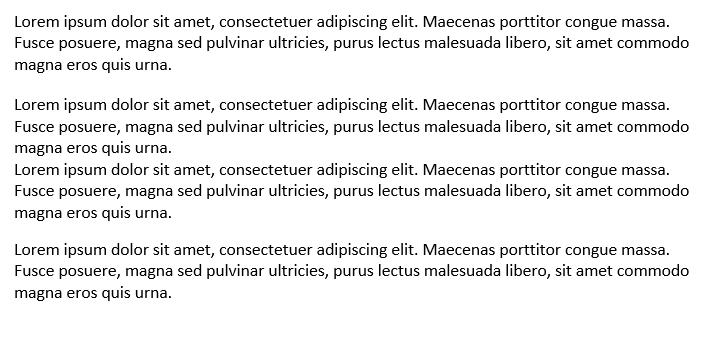 Lorem ipsum dolor sit amet, consectetuer adipiscing elit. Maecenas porttitor congue massa.
Fusce posuere, magna sed pulvinar ultricies, purus lectus malesuada libero, sit amet commodo
magna eros quis urna.
Lorem ipsum dolor sit amet, consectetuer adipiscing elit. Maecenas porttitor congue massa.
Fusce posuere, magna sed pulvinar ultricies, purus lectus malesuada libero, sit amet commodo
magna eros quis urna.
Lorem ipsum dolor sit amet, consectetuer adipiscing elit. Maecenas porttitor congue massa.
Fusce posuere, magna sed pulvinar ultricies, purus lectus malesuada libero, sit amet commodo
magna eros quis urna.
Lorem ipsum dolor sit amet, consectetuer adipiscing elit. Maecenas porttitor congue massa.
Fusce posuere, magna sed pulvinar ultricies, purus lectus malesuada libero, sit amet commodo
magna eros quis urna.